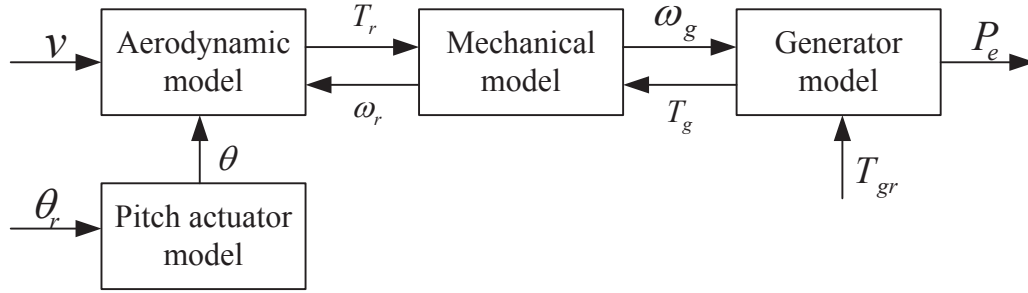 v
Aerodynamic
model
T_r
ω_r
Mechanical
model
ω_g
T_g
Generator
model
P_e
θ
T_gr
θ_r
Pitch actuator
model